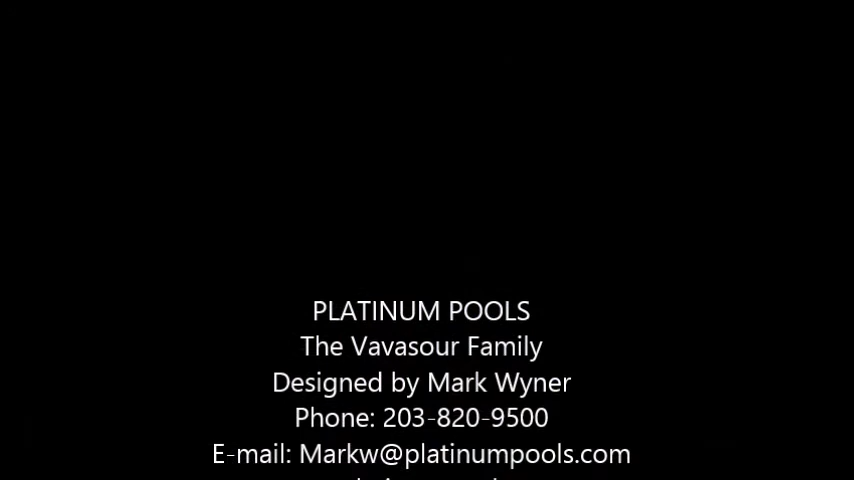 PLATINUM POOLS
The Vavasour Family
Designed by Mark Wyner
Phone: 203-820-9500
E-mail: Markw@platinumpools.com